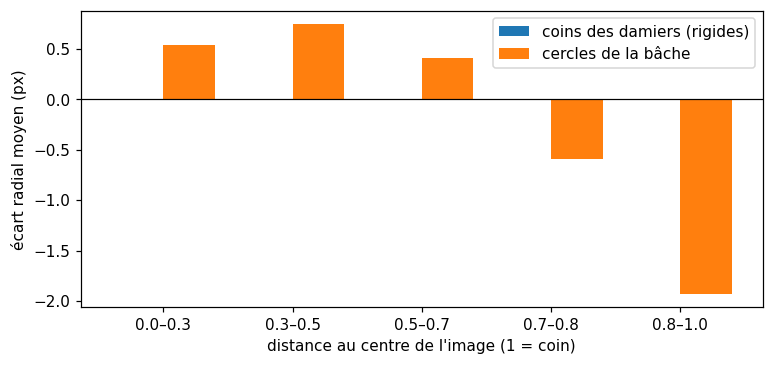 coins des damiers (rigides)
cercles de la bâche
écart radial moyen (px)
0.5
0.0
−0.5
−1.0
−1.5
−2.0
0.0–0.3 0.3–0.5 0.5–0.7 0.7–0.8 0.8–1.0
distance au centre de l'image (1 = coin)